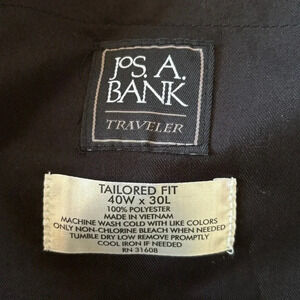 JOS. A.
BANK
TRAVELER
TAILORED FIT
40W x 30L
100% POLYESTER
MADE IN VIETNAM
MACHINE WASH COLD WITH LIKE COLORS
ONLY NON-CHLORINE BLEACH WHEN NEEDED
TUMBLE DRY LOW REMOVE PROMPTLY
COOL IRON IF NEEDED
RN 31608